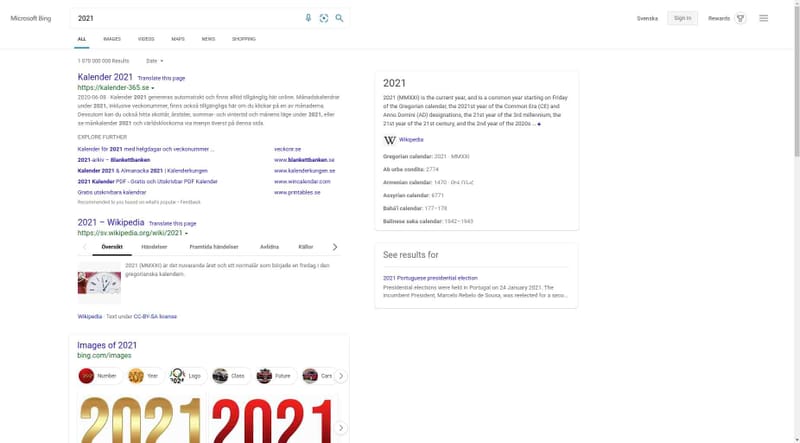 Microsoft Bing
2021
Svenska
Sign in
Rewards
ALL
IMAGES
VIDEOS
MAPS
NEWS
SHOPPING
1 070 000 000 Results
Date
Kalender 2021 Translate this page
https://kalender-365.se
2020-06-08 · Kalender 2021 genereras automatisk och finns alltid tillgänglig här online. Månadskalendrar
under 2021, inklusive veckonummer, finns också tillgängliga här om du klickar på en av månaderna.
Dessutom kan du också hitta skottår, årstider, sommar- och vintertid och månens läge under 2021, eller
se månkalender och världsklockorna via menyn överst på denna sida.
EXPLORE FURTHER
Kalender för 2021 med helgdagar och veckonummer ...
veckonr.se
2021-arkiv – Blankettbanken
www.blankettbanken.se
Kalender 2021 & Almanacka 2021 | Kalenderkungen
www.kalenderkungen.se
2021 Kalender PDF - Gratis och Utskrivbar PDF Kalender
www.wincalendar.com
Gratis utskrivbara kalendrar
www.printables.se
Recommended to you based on what's popular • Feedback
2021 – Wikipedia Translate this page
https://sv.wikipedia.org/wiki/2021
Översikt
Händelser
Framtida händelser
Avlidna
Källor
2021 (MMXXI) är det nuvarande året och ett normalår som började en fredag i den
gregorianska kalendern.
Wikipedia · Text under CC-BY-SA license
Images of 2021
bing.com/images
Number
Year
2021
Logo
Class
Future
Cars
2021
2021
2021
2021 (MMXXI) is the current year, and is a common year starting on Friday
of the Gregorian calendar, the 2021st year of the Common Era (CE) and
Anno Domini (AD) designations, the 21st year of the 3rd millennium, the
21st year of the 21st century, and the 2nd year of the 2020s ...
W Wikipedia
Gregorian calendar: 2021 · MMXXI
Ab urbe condita: 2774
Armenian calendar: 1470 ·
Assyrian calendar: 6771
Bahá'í calendar: 177–178
Balinese saka calendar: 1942–1943
See results for
2021 Portuguese presidential election
Presidential elections were held in Portugal on 24 January 2021. The
incumbent President, Marcelo Rebelo de Sousa, was reelected for a seco...